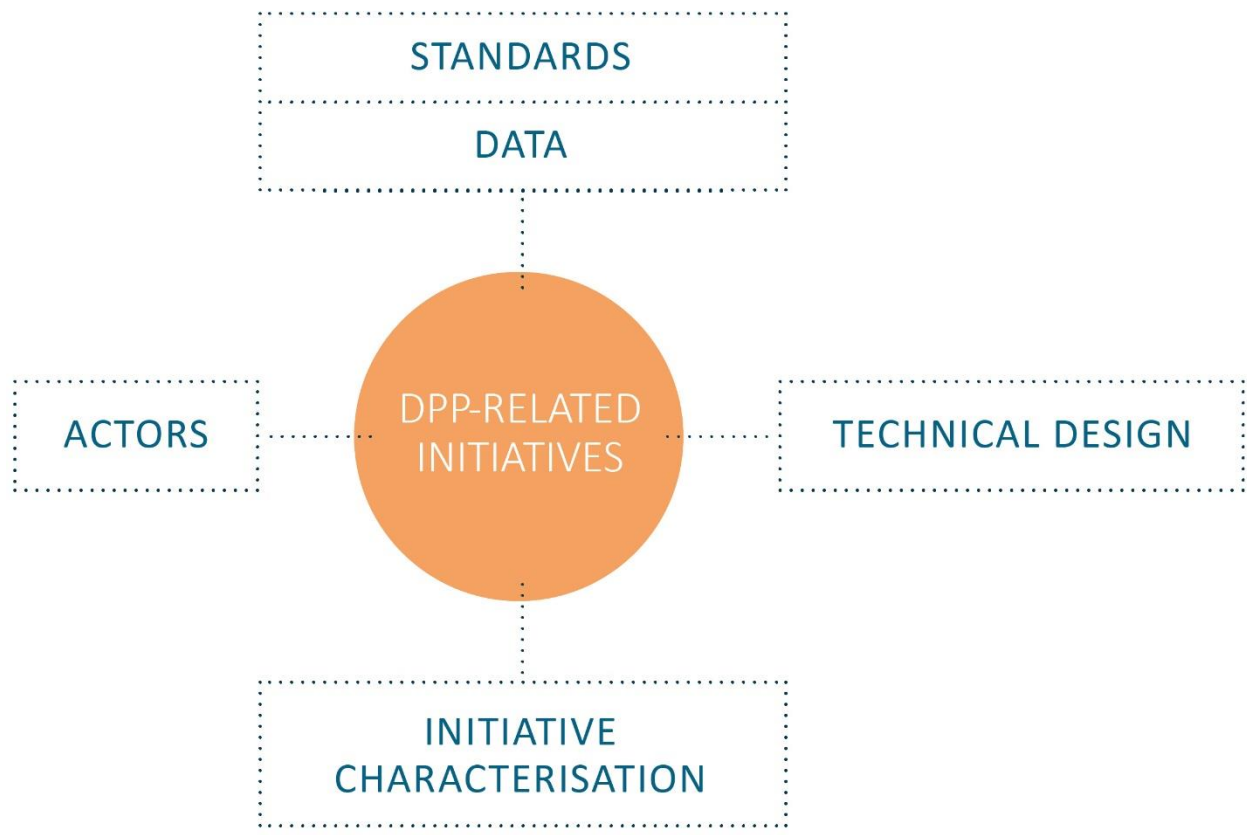 STANDARDS
DATA
ACTORS
DPP-RELATED
INITIATIVES
TECHNICAL DESIGN
INITIATIVE
CHARACTERISATION